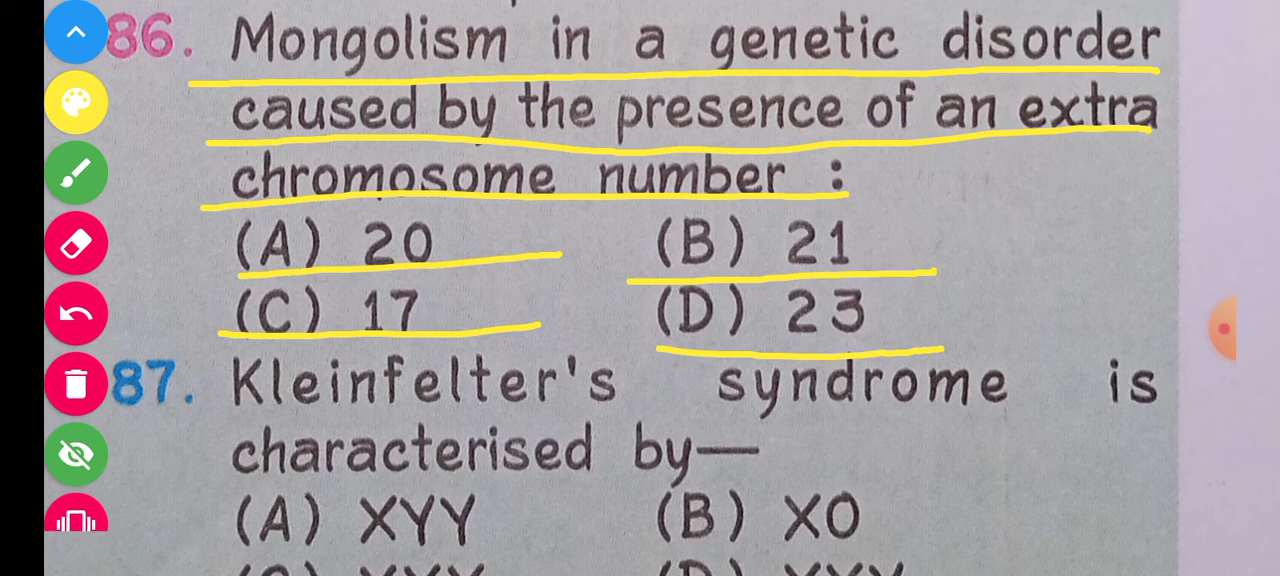 86. Mongolism in a genetic disorder
caused by the presence of an extra
chromosome number :
(A) 20 (B) 21
(C) 17 (D) 23
87. Kleinfelter's syndrome is
characterised by—
(A) XYY (B) XO